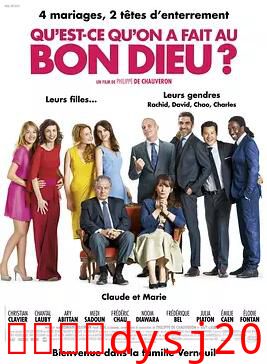 4 mariages, 2 têtes d'enterrement
QU'EST-CE QU'ON A FAIT AU
BON DIEU ?
UN FILM DE PHILIPPE DE CHAUVERON
Leurs filles...
Leurs gendres
Rachid, David, Chao, Charles
Claude et Marie
CHRISTIAN CLAVIER
CHANTAL LAUBY
ARY ABITTAN
MEDI SADOUN
FRÉDÉRIC CHAU
NOOM DIAWARA
FRÉDÉRIQUE BEL
JULIA PIATON
ÉMILIE CAEN
ÉLODIE FONTAN
dysj20
Bienvenue dans la famille Verneuil